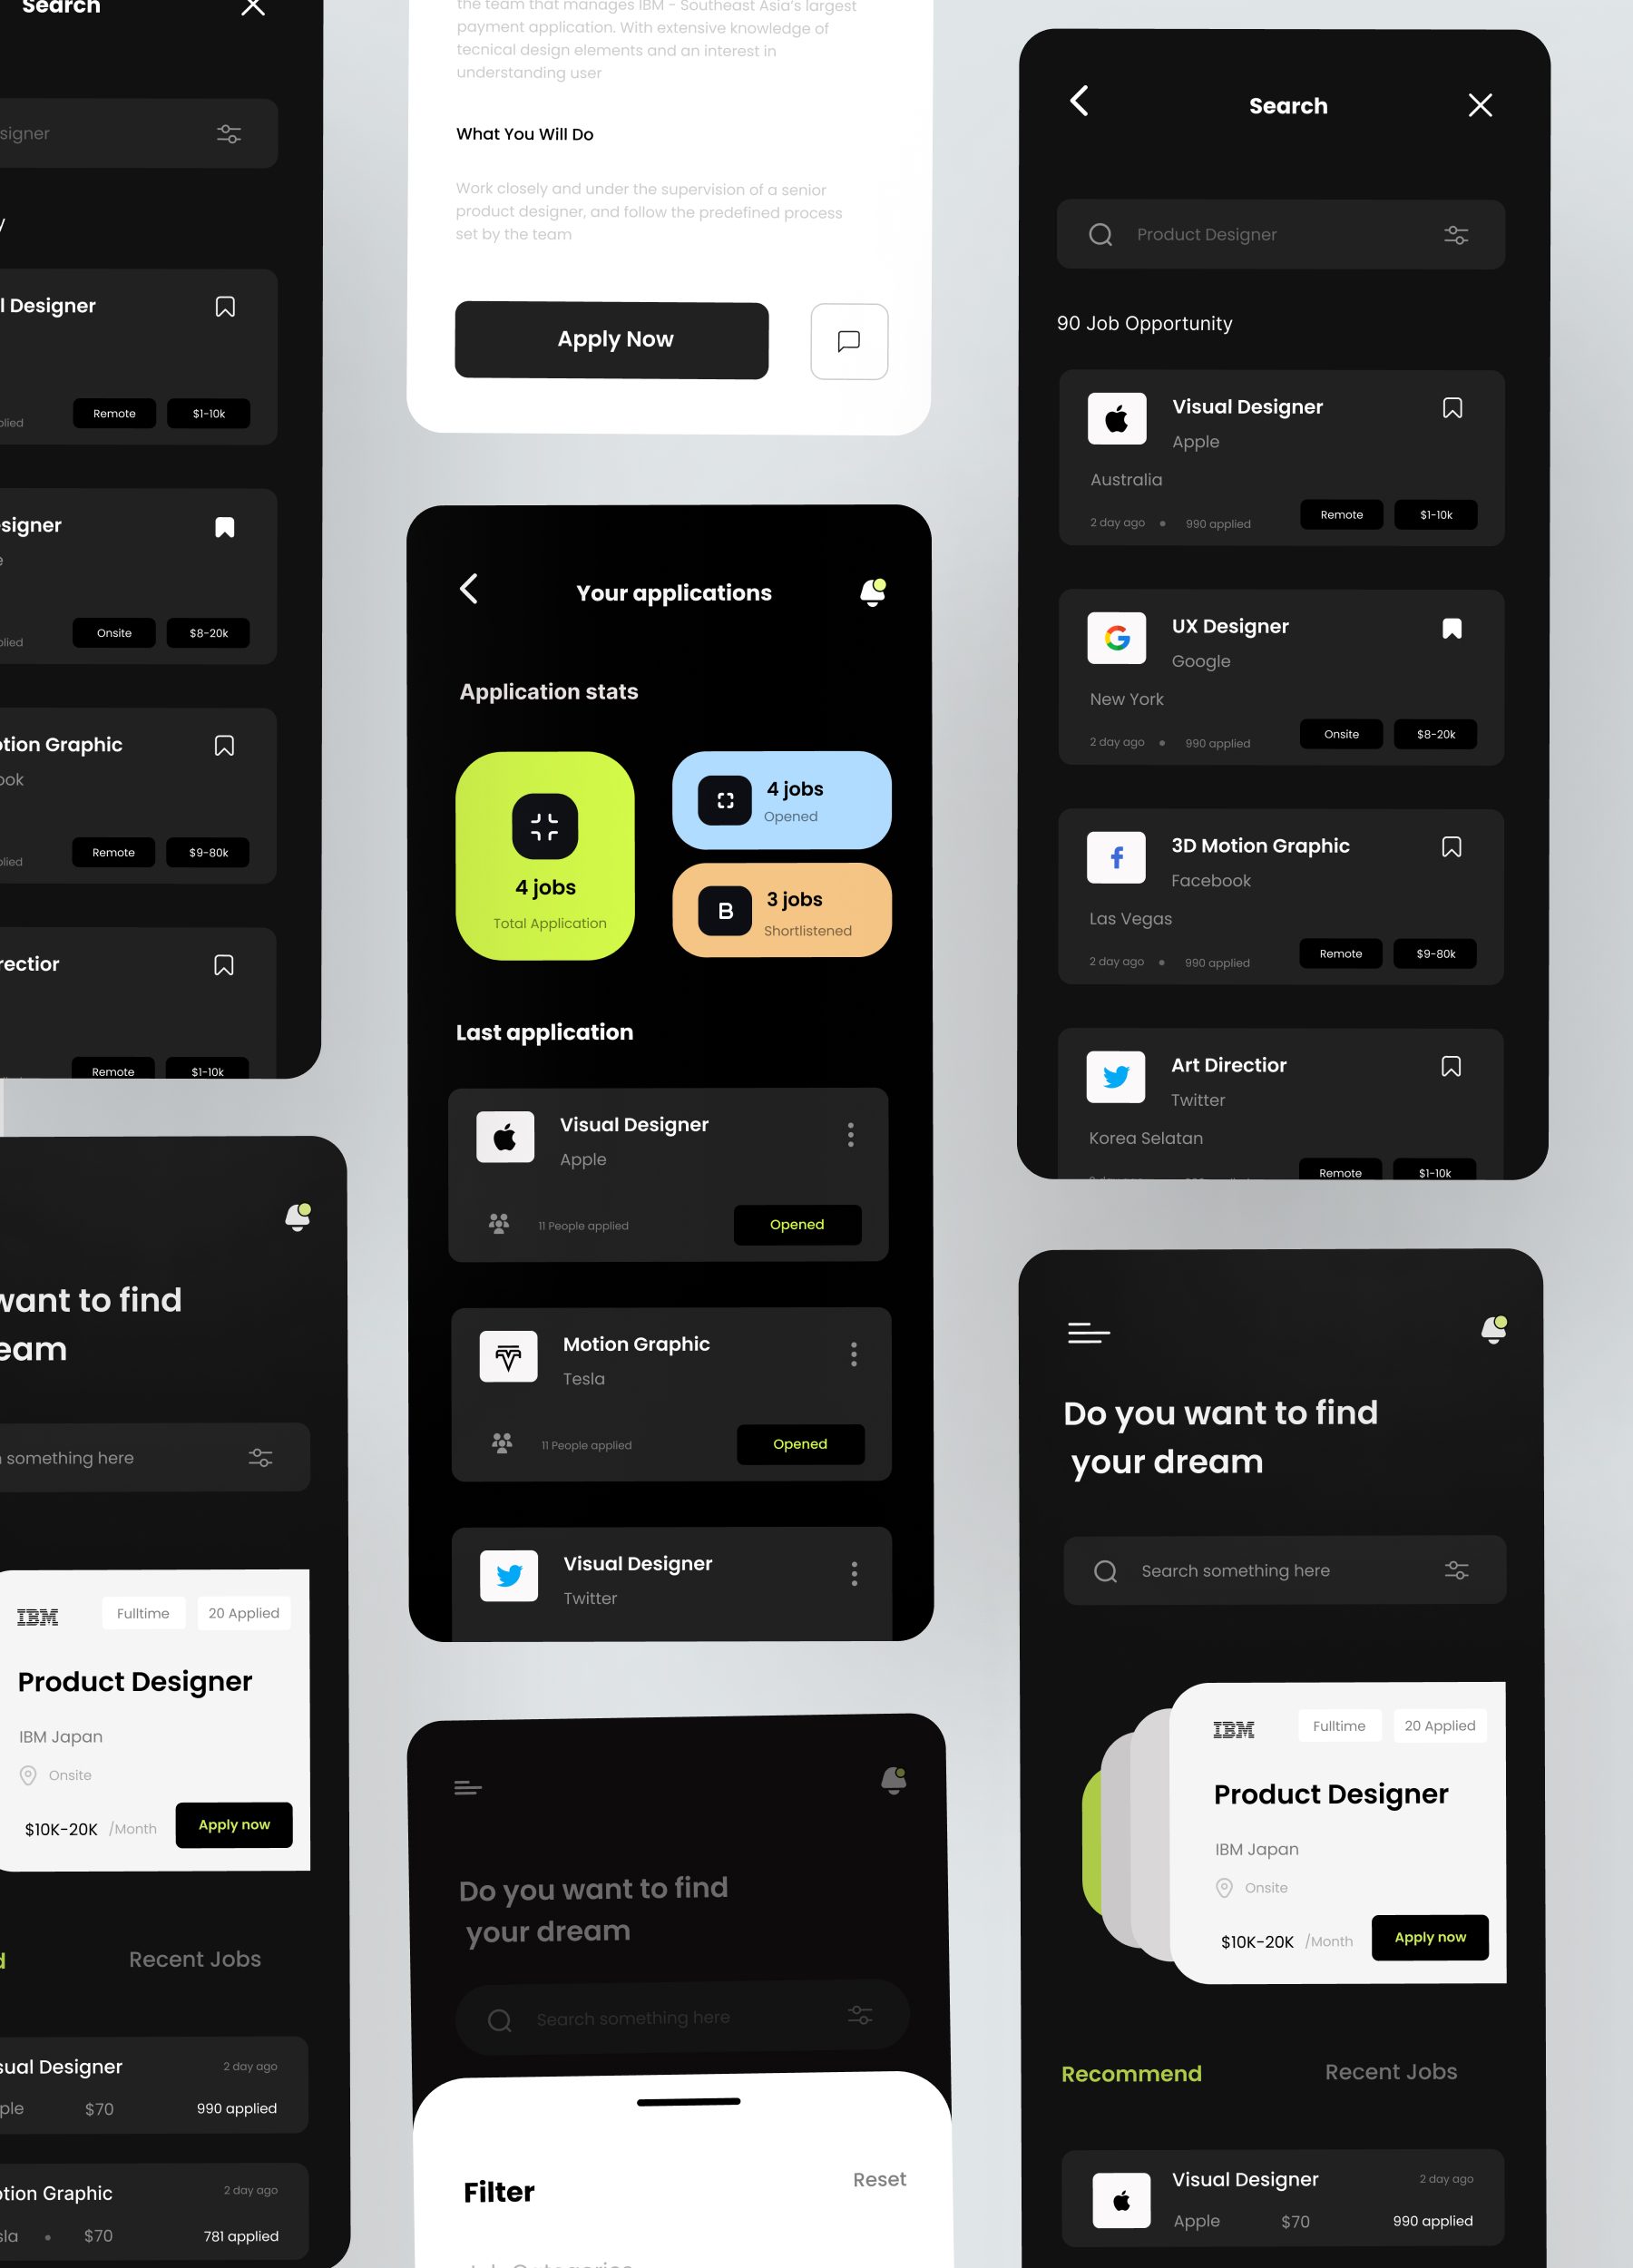 Search
signer
l Designer
plied
Remote
$1-10k
signer
plied
Onsite
$8-20k
otion Graphic
ook
plied
Remote
$9-80k
rectior
Remote
$1-10k
want to find
eam
something here
IBM
Fulltime
20 Applied
Product Designer
IBM Japan
Onsite
$10K-20K
/Month
Apply now
Recent Jobs
sual Designer
2 day ago
ple
$70
990 applied
otion Graphic
2 day ago
sla
$70
781 applied
the team that manages IBM - Southeast Asia's largest
payment application. With extensive knowledge of
tecnical design elements and an interest in
understanding user
What You Will Do
Work closely and under the supervision of a senior
product designer, and follow the predefined process
set by the team
Apply Now
Your applications
Application stats
4 jobs
Total Application
4 jobs
Opened
B
3 jobs
Shortlistened
Last application
Visual Designer
Apple
11 People applied
Opened
Motion Graphic
Tesla
11 People applied
Opened
Visual Designer
Twitter
Do you want to find
your dream
Search something here
Filter
Reset
Search
Product Designer
90 Job Opportunity
Visual Designer
Apple
Australia
2 day ago
990 applied
Remote
$1-10k
UX Designer
Google
New York
2 day ago
990 applied
Onsite
$8-20k
3D Motion Graphic
Facebook
Las Vegas
2 day ago
990 applied
Remote
$9-80k
Art Directior
Twitter
Korea Selatan
Remote
$1-10k
Do you want to find
your dream
Search something here
IBM
Fulltime
20 Applied
Product Designer
IBM Japan
Onsite
$10K-20K
/Month
Apply now
Recommend
Recent Jobs
Visual Designer
2 day ago
Apple
$70
990 applied